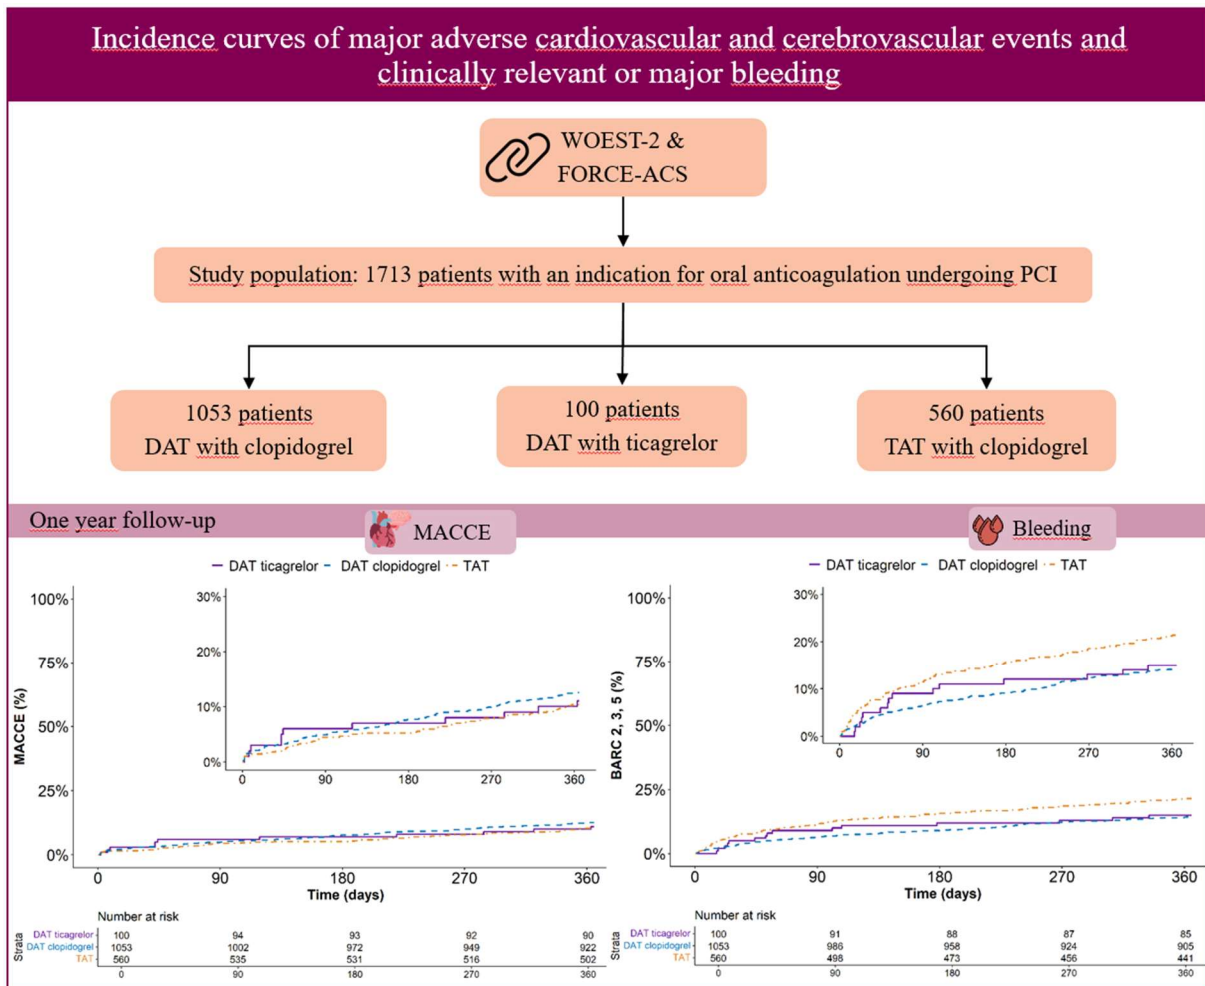 Incidence curves of major adverse cardiovascular and cerebrovascular events and
clinically relevant or major bleeding
WOEST-2 &
FORCE-ACS
Study population: 1713 patients with an indication for oral anticoagulation undergoing PCI
1053 patients
DAT with clopidogrel
100 patients
DAT with ticagrelor
560 patients
TAT with clopidogrel
One year follow-up
MACCE
Bleeding
DAT ticagrelor DAT clopidogrel TAT
MACCE (%)
100%
75%
50%
25%
0%
30%
20%
10%
0%
0 90 180 270 360
0 90 180 270 360
Time (days)
Number at risk
Strata
DAT ticagrelor 100 94 93 92 90
DAT clopidogrel 1053 1002 972 949 922
TAT 560 535 531 516 502
0 90 180 270 360
DAT ticagrelor DAT clopidogrel TAT
BARC 2, 3, 5 (%)
100%
75%
50%
25%
0%
30%
20%
10%
0%
0 90 180 270 360
0 90 180 270 360
Time (days)
Number at risk
Strata
DAT ticagrelor 100 91 88 87 85
DAT clopidogrel 1053 986 958 924 905
TAT 560 498 473 456 441
0 90 180 270 360